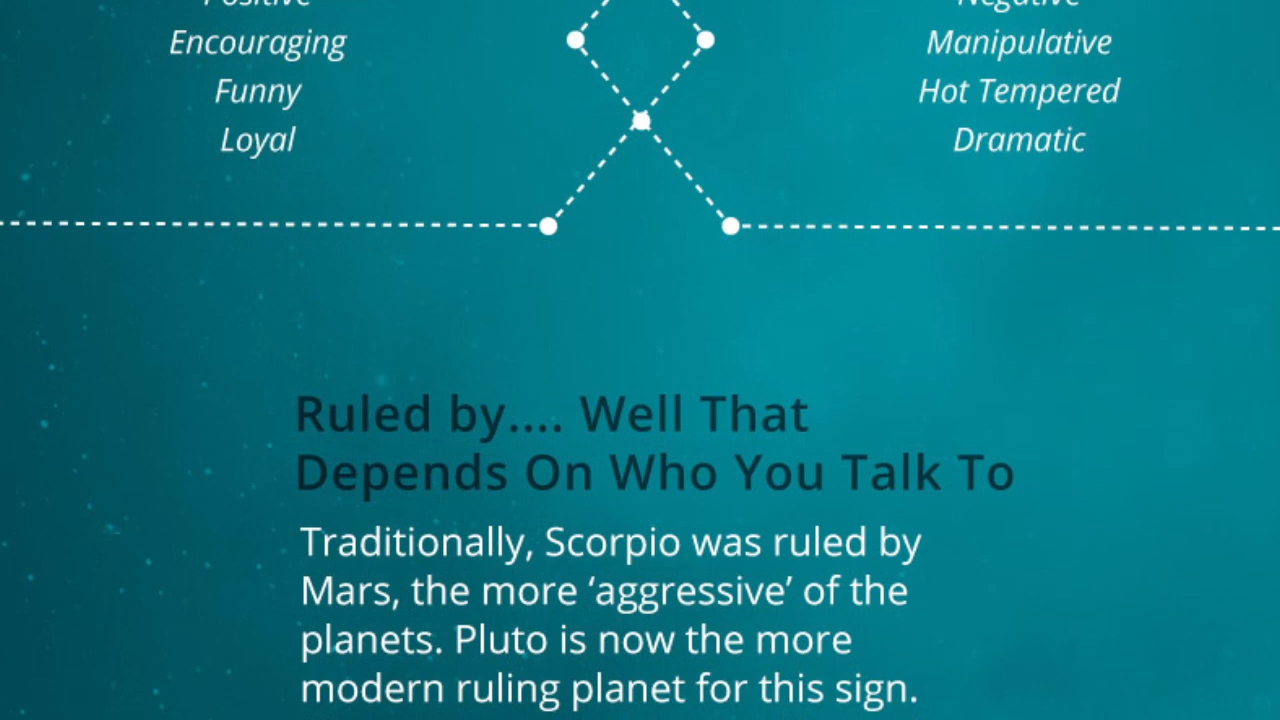 Positive
Encouraging
Funny
Loyal
Negative
Manipulative
Hot Tempered
Dramatic
Ruled by.... Well That
Depends On Who You Talk To
Traditionally, Scorpio was ruled by
Mars, the more ‘aggressive’ of the
planets. Pluto is now the more
modern ruling planet for this sign.